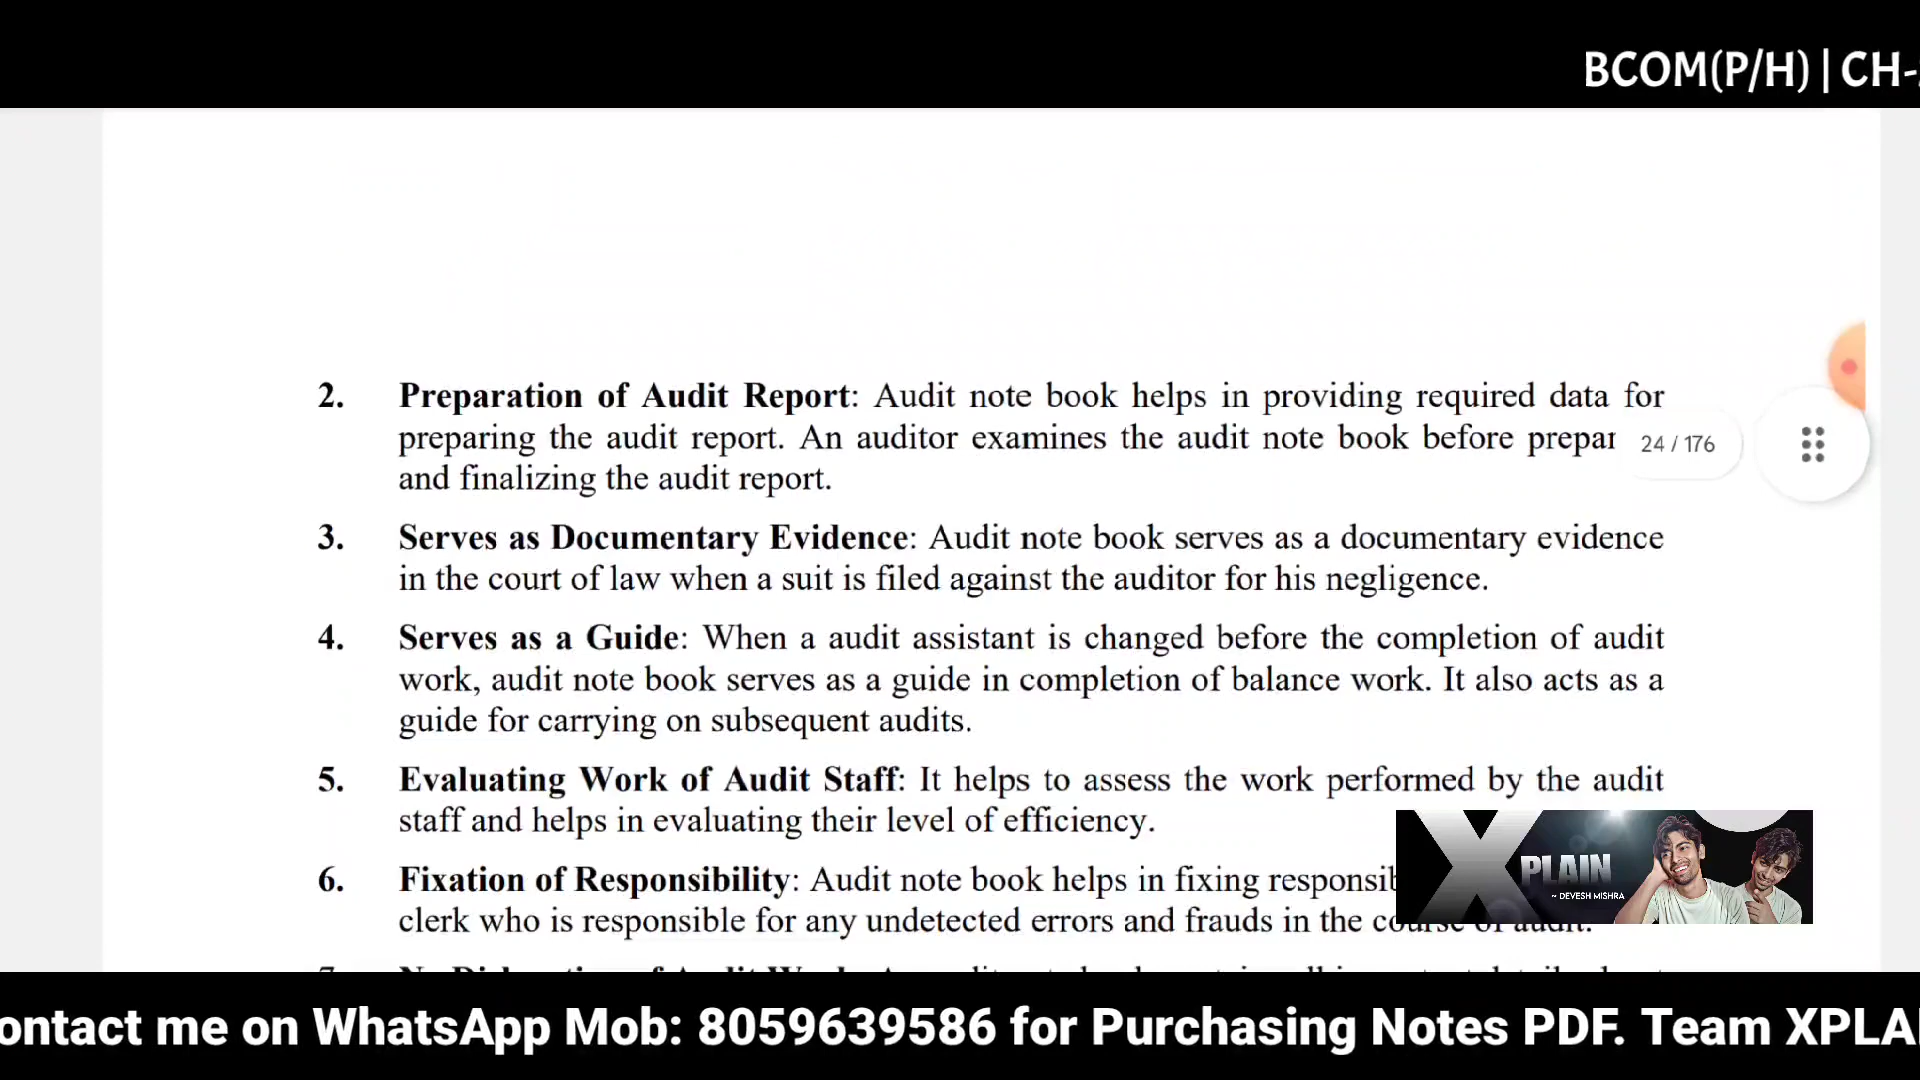 BCOM(P/H) | CH-
2. Preparation of Audit Report: Audit note book helps in providing required data for
preparing the audit report. An auditor examines the audit note book before prepar
24 / 176
and finalizing the audit report.
3. Serves as Documentary Evidence: Audit note book serves as a documentary evidence
in the court of law when a suit is filed against the auditor for his negligence.
4. Serves as a Guide: When a audit assistant is changed before the completion of audit
work, audit note book serves as a guide in completion of balance work. It also acts as a
guide for carrying on subsequent audits.
5. Evaluating Work of Audit Staff: It helps to assess the work performed by the audit
staff and helps in evaluating their level of efficiency.
6. Fixation of Responsibility: Audit note book helps in fixing responsib
clerk who is responsible for any undetected errors and frauds in the course of audit.
XPLAIN
~ DEVESH MISHRA
ontact me on WhatsApp Mob: 8059639586 for Purchasing Notes PDF. Team XPLA